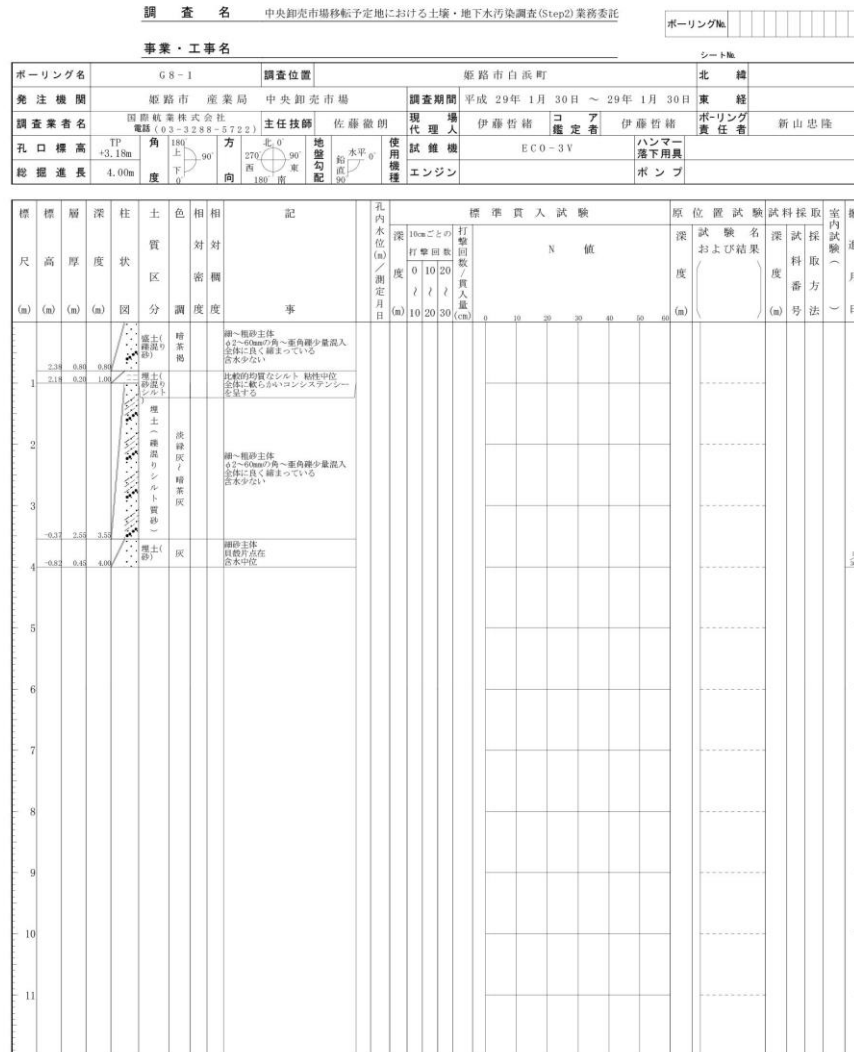 調査名 中央卸売市場移転予定地における土壌・地下水汚染調査(Step2)業務委託
ボーリングNo.
事業・工事名
シートNo.
ボーリング名 G8-1 調査位置 姫路市白浜町 北緯
発注機関 姫路市 産業局 中央卸売市場 調査期間 平成 29年 1月 30日 ~ 29年 1月 30日 東経
調査業者名 国際航業株式会社 電話(03-3288-5722) 主任技師 佐藤徹朗 現場代理人 伊藤哲緒 コア鑑定者 伊藤哲緒 ボーリング責任者 新山忠隆
孔口標高 TP +3.18m 角度 180° 上 下 0° 90° 方向 北 0° 270° 90° 西 東 180° 南 地盤勾配 水平 0° 鉛直 90° 使用機種 試錐機 ECO-3V ハンマー落下用具
総掘進長 4.00m エンジン ポンプ
標尺(m) 標高(m) 層厚(m) 深度(m) 柱状図 土質区分 色調 相対密度 相対稠度 記事 孔内水位(m)/測定月日 標準貫入試験 原位置試験 試料採取 室内試験( )
深度(m) 10cmごとの打撃回数 0 ~ 10 10 ~ 20 20 ~ 30 打撃回数/貫入量(cm) N 値 深度(m) 試験名および結果 ( ) 深度(m) 試料番号 採取方法
0 10 20 30 40 50 60
盛土(礫混り砂) 暗茶褐 細~粗砂主体
φ2~60mmの角~亜角礫少量混入
全体に良く締まっている
含水少ない
2.38 0.80 0.80
埋土(砂混りシルト) 比較的均質なシルト 粘性中位
全体に軟らかいコンシステンシーを呈する
1 2.18 0.20 1.00
埋土(礫混りシルト質砂) 淡緑灰~暗茶灰 細~粗砂主体
φ2~60mmの角~亜角礫少量混入
全体に良く締まっている
含水少ない
2
3
-0.37 2.55 3.55
埋土(砂) 灰 細砂主体
貝殻片点在
含水中位
4 -0.82 0.45 4.00
5
6
7
8
9
10
11